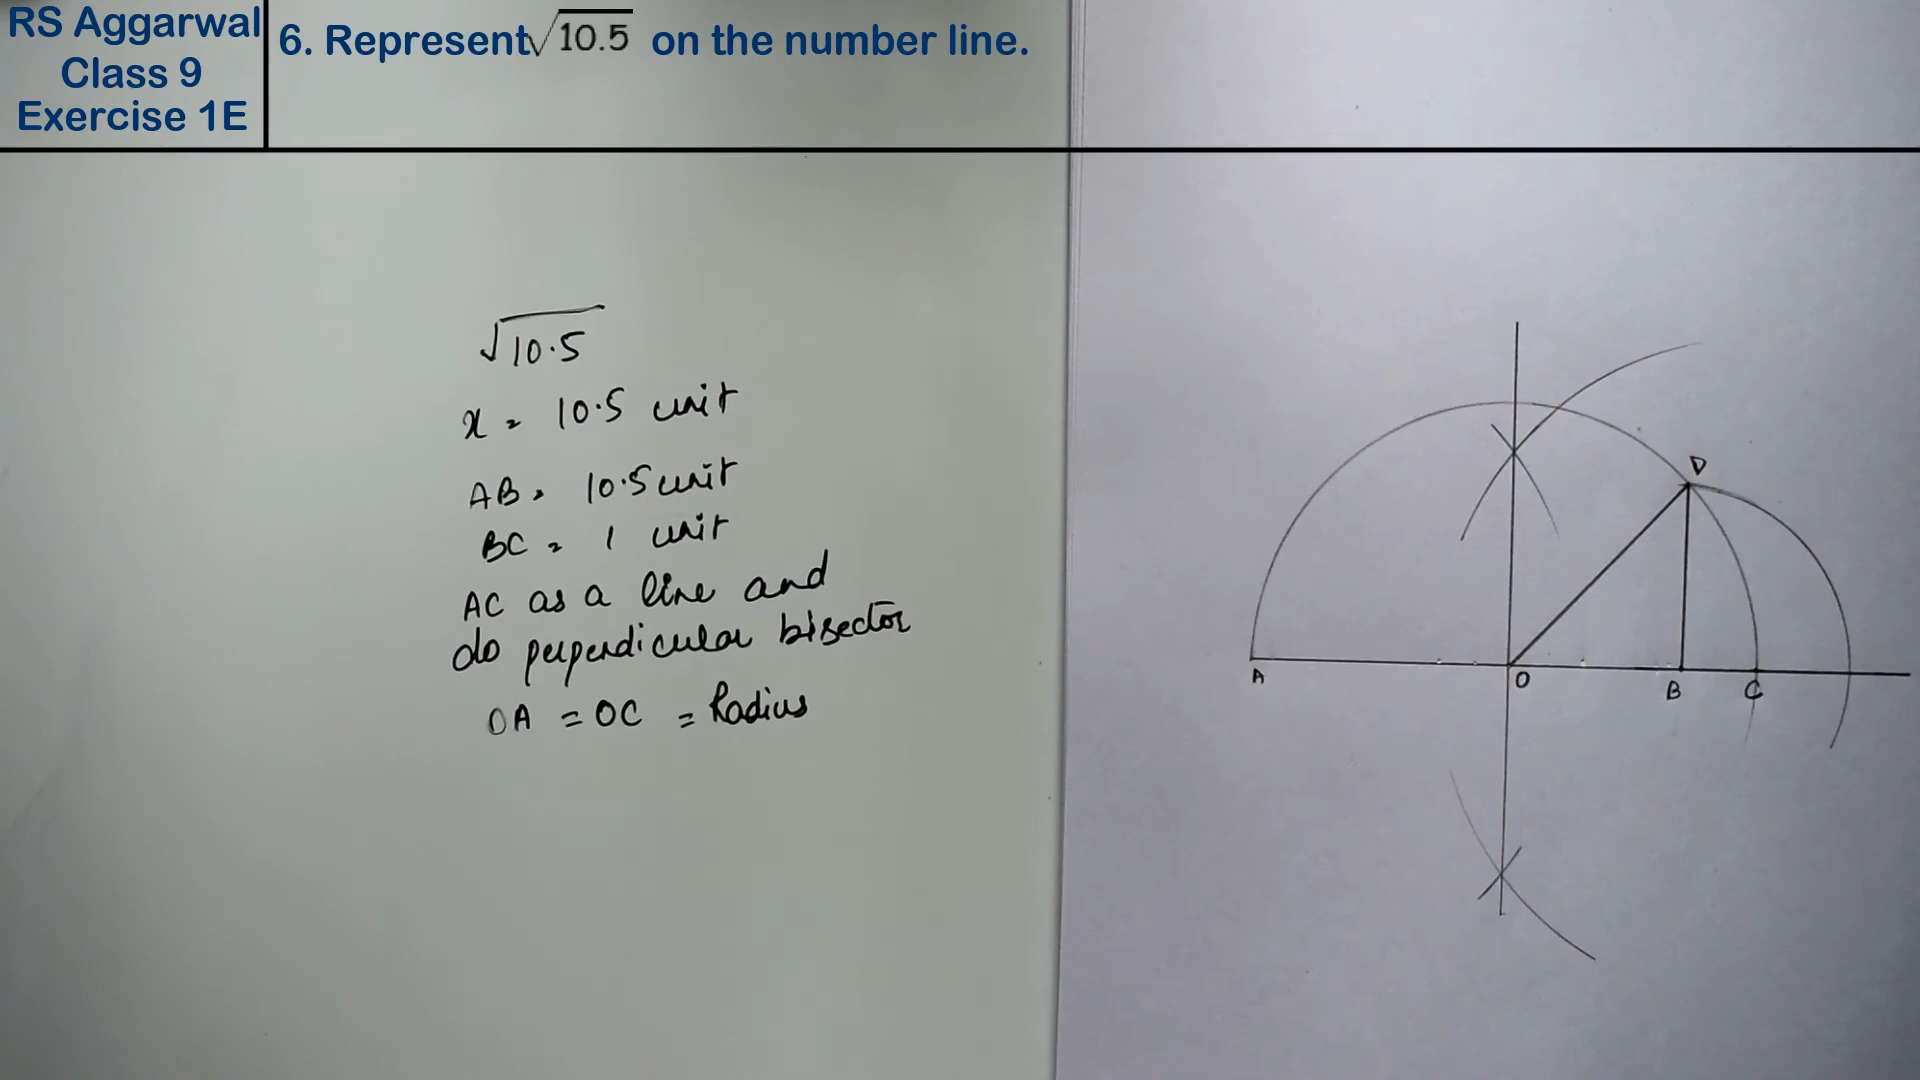 RS Aggarwal
Class 9
Exercise 1E
6. Represent √10.5 on the number line.
√10.5
x = 10.5 unit
AB = 10.5 unit
BC = 1 unit
AC as a line and
do perpendicular bisector
OA = OC = Radius
D
A
O
B
C